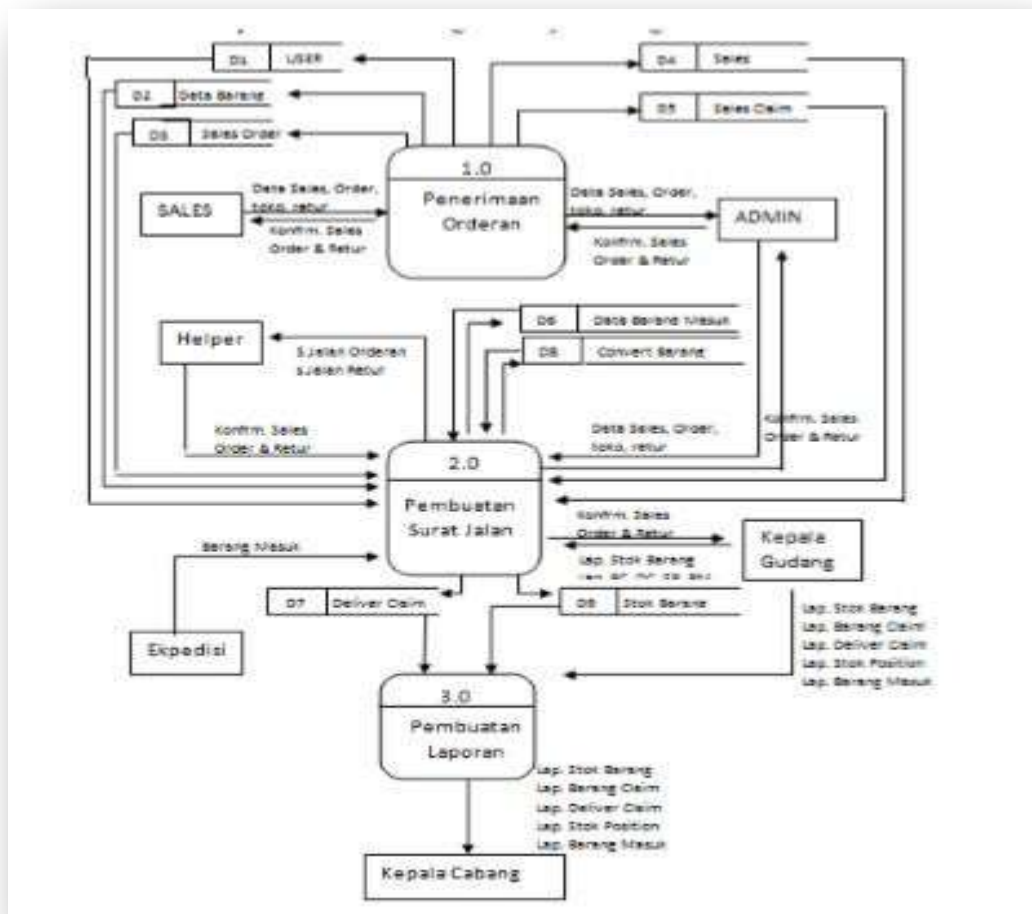 D1 USER
D4 Sales
D2 Data Barang
D5 Sales Claim
D3 Sales Order
1.0
Penerimaan
Orderan
SALES
Data Sales, Order,
toko, retur
Konfrm. Sales
Order & Retur
Data Sales, Order,
toko, retur
Konfrm. Sales
Order & Retur
ADMIN
Helper
S.Jalan Orderan
s.Jalan Retur
D6 Data Barang Masuk
D8 Convert Barang
Konfrm. Sales
Order & Retur
Data Sales, Order,
toko, retur
Konfrm. Sales
Order & Retur
2.0
Pembuatan
Surat Jalan
Konfrm. Sales
Order & Retur
Lap. Stok Barang
Kepala
Gudang
Barang Masuk
D7 Deliver Claim
Stok Barang
Ekpedisi
Lap. Stok Barang
Lap. Barang Claim
Lap. Deliver Claim
Lap. Stok Position
Lap. Barang Masuk
3.0
Pembuatan
Laporan
Lap. Stok Barang
Lap. Barang Claim
Lap. Deliver Claim
Lap. Stok Position
Lap. Barang Masuk
Kepala Cabang